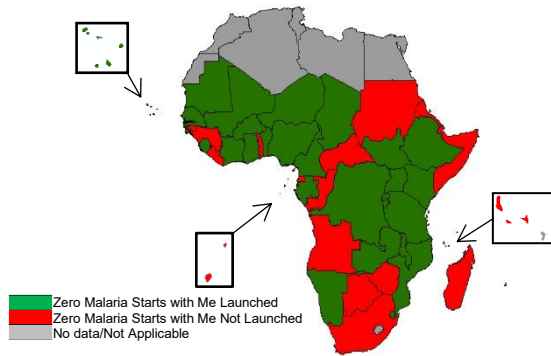 Zero Malaria Starts with Me Launched
Zero Malaria Starts with Me Not Launched
No data/Not Applicable